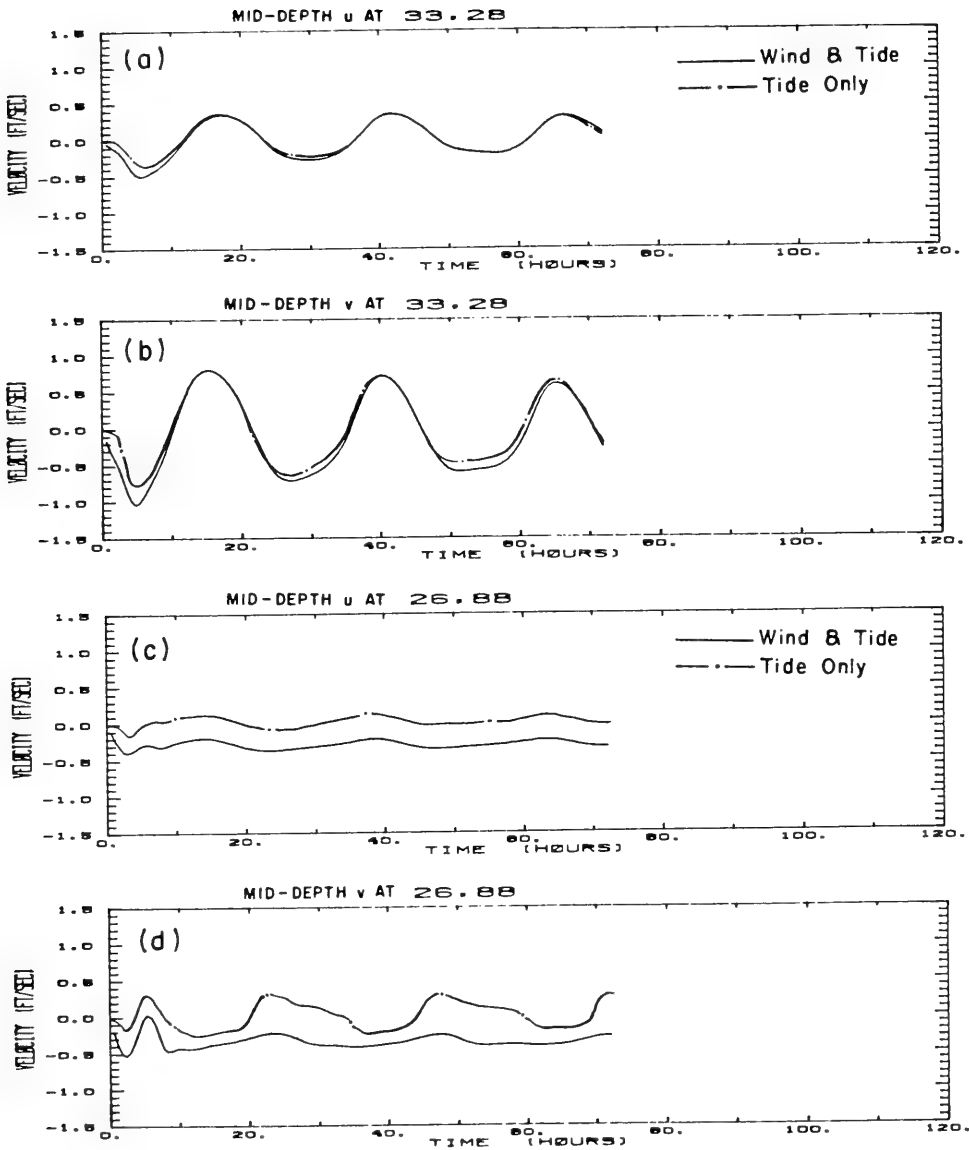 MID-DEPTH u AT 33.28
(a)
Wind & Tide
Tide Only
VELOCITY (FT/SEC)
1.5
1.0
0.5
0.0
-0.5
-1.0
-1.5
0. 20. 40. 60. 80. 100. 120.
TIME (HØURS)
MID-DEPTH v AT 33.28
(b)
VELOCITY (FT/SEC)
1.5
1.0
0.5
0.0
-0.5
-1.0
-1.5
0. 20. 40. 60. 80. 100. 120.
TIME (HØURS)
MID-DEPTH u AT 26.88
(c)
Wind & Tide
Tide Only
VELOCITY (FT/SEC)
1.5
1.0
0.5
0.0
-0.5
-1.0
-1.5
0. 20. 40. 60. 80. 100. 120.
TIME (HØURS)
MID-DEPTH v AT 26.88
(d)
VELOCITY (FT/SEC)
1.5
1.0
0.5
0.0
-0.5
-1.0
-1.5
0. 20. 40. 60. 80. 100. 120.
TIME (HØURS)